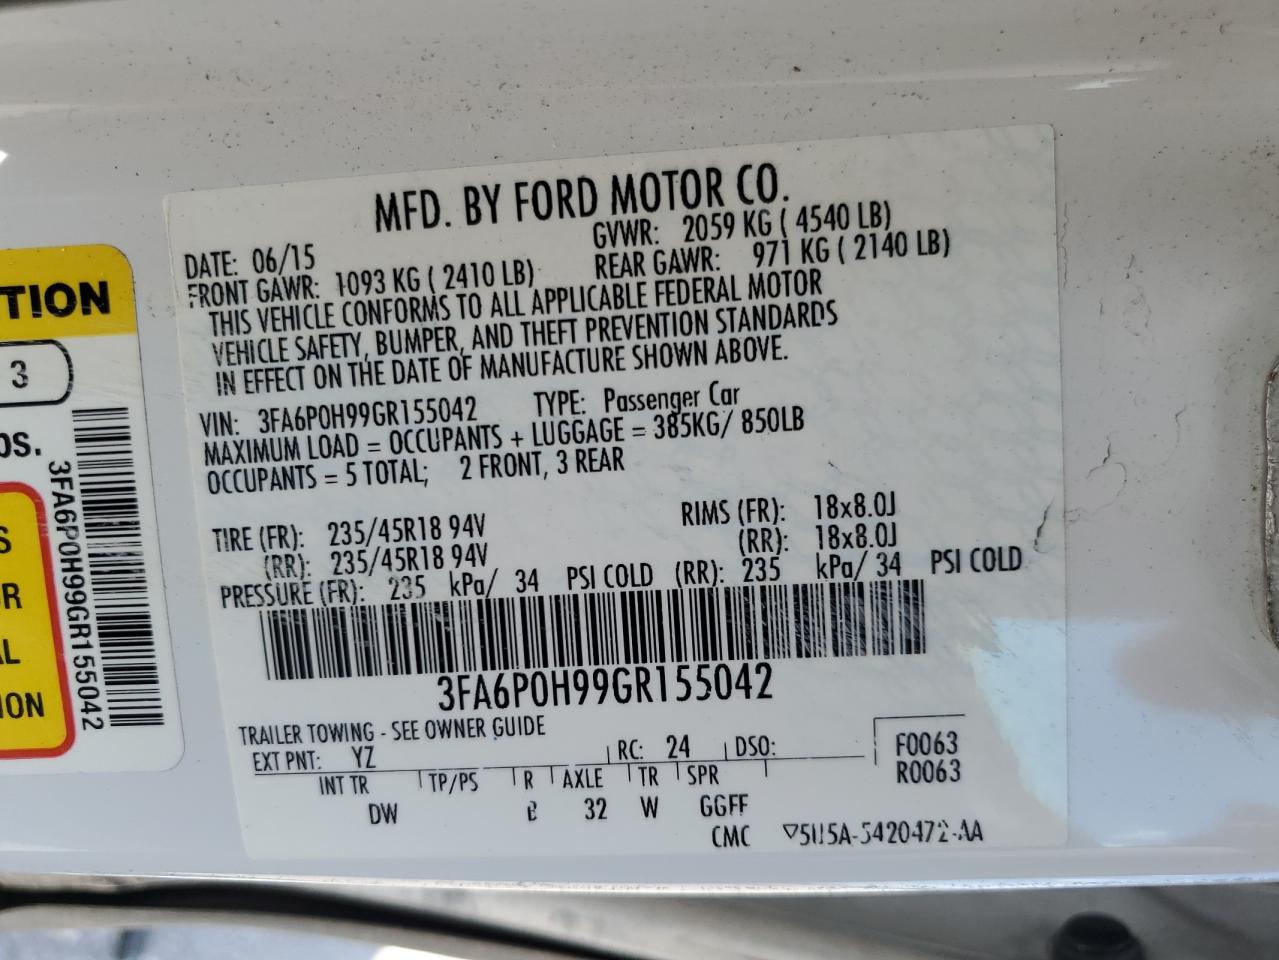 MFD. BY FORD MOTOR CO.
DATE: 06/15 GVWR: 2059 KG ( 4540 LB)
FRONT GAWR: 1093 KG ( 2410 LB) REAR GAWR: 971 KG ( 2140 LB)
THIS VEHICLE CONFORMS TO ALL APPLICABLE FEDERAL MOTOR
VEHICLE SAFETY, BUMPER, AND THEFT PREVENTION STANDARDS
IN EFFECT ON THE DATE OF MANUFACTURE SHOWN ABOVE.
VIN: 3FA6P0H99GR155042 TYPE: Passenger Car
MAXIMUM LOAD = OCCUPANTS + LUGGAGE = 385KG/ 850LB
OCCUPANTS = 5 TOTAL; 2 FRONT, 3 REAR
TIRE (FR): 235/45R18 94V RIMS (FR): 18x8.0J
(RR): 235/45R18 94V (RR): 18x8.0J
PRESSURE (FR): 235 kPa/ 34 PSI COLD (RR): 235 kPa/ 34 PSI COLD
3FA6P0H99GR155042
TRAILER TOWING - SEE OWNER GUIDE
EXT PNT: YZ RC: 24 DSO: F0063
INT TR TP/PS R AXLE TR SPR R0063
DW B 32 W GGFF
CMC 5U5A-5420472-AA
TION
3
3FA6P0H99GR155042